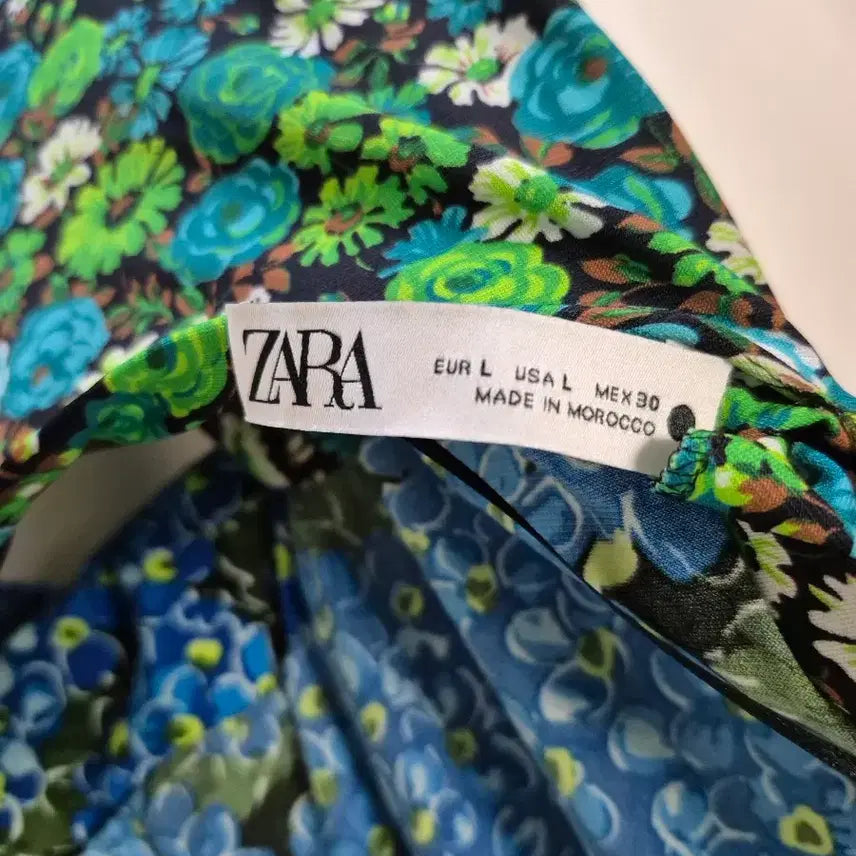 ZARA
EUR L USA L MEX 30
MADE IN MOROCCO